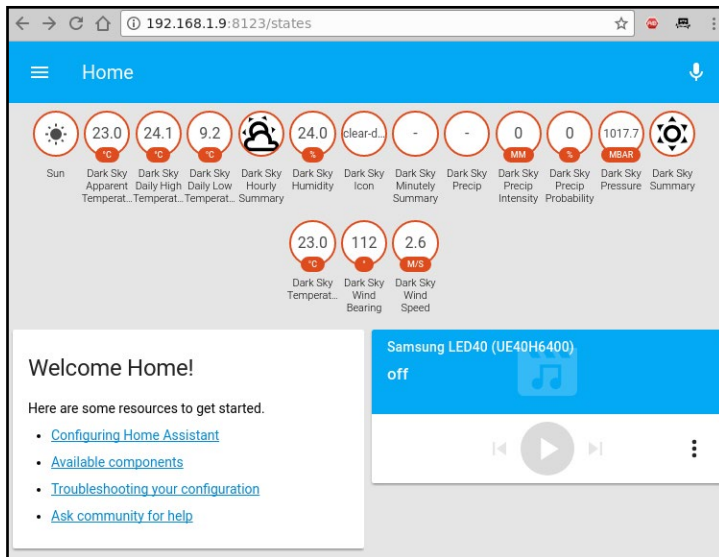 192.168.1.9:8123/states
Home
23.0 24.1 9.2 24.0 clear-d... - - 0 0 1017.7
°C °C °C % MM % MBAR
Sun Dark Sky Dark Sky Dark Sky Dark Sky Dark Sky Dark Sky Dark Sky Dark Sky Dark Sky Dark Sky Dark Sky Dark Sky
Apparent Daily High Daily Low Hourly Humidity Icon Minutely Precip Precip Precip Pressure Summary
Temperat... Temperat... Temperat... Summary Summary Intensity Probability
23.0 112 2.6
°C ° M/S
Dark Sky Dark Sky Dark Sky
Temperat... Wind Wind
Bearing Speed
Welcome Home!
Here are some resources to get started.
• Configuring Home Assistant
• Available components
• Troubleshooting your configuration
• Ask community for help
Samsung LED40 (UE40H6400)
off